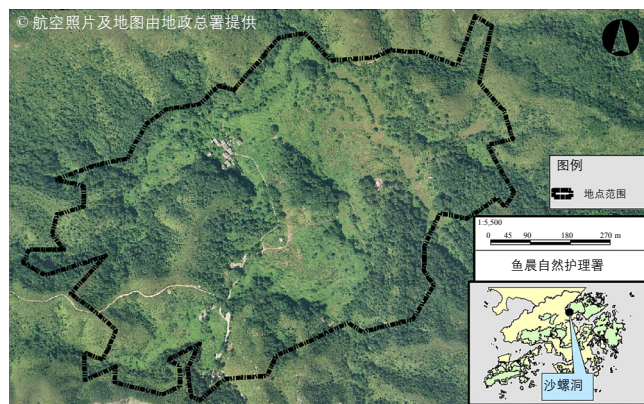 © 航空照片及地图由地政总署提供
图例
地点范围
1:5,500
0 45 90 180 270 m
鱼晨自然护理署
沙螺洞